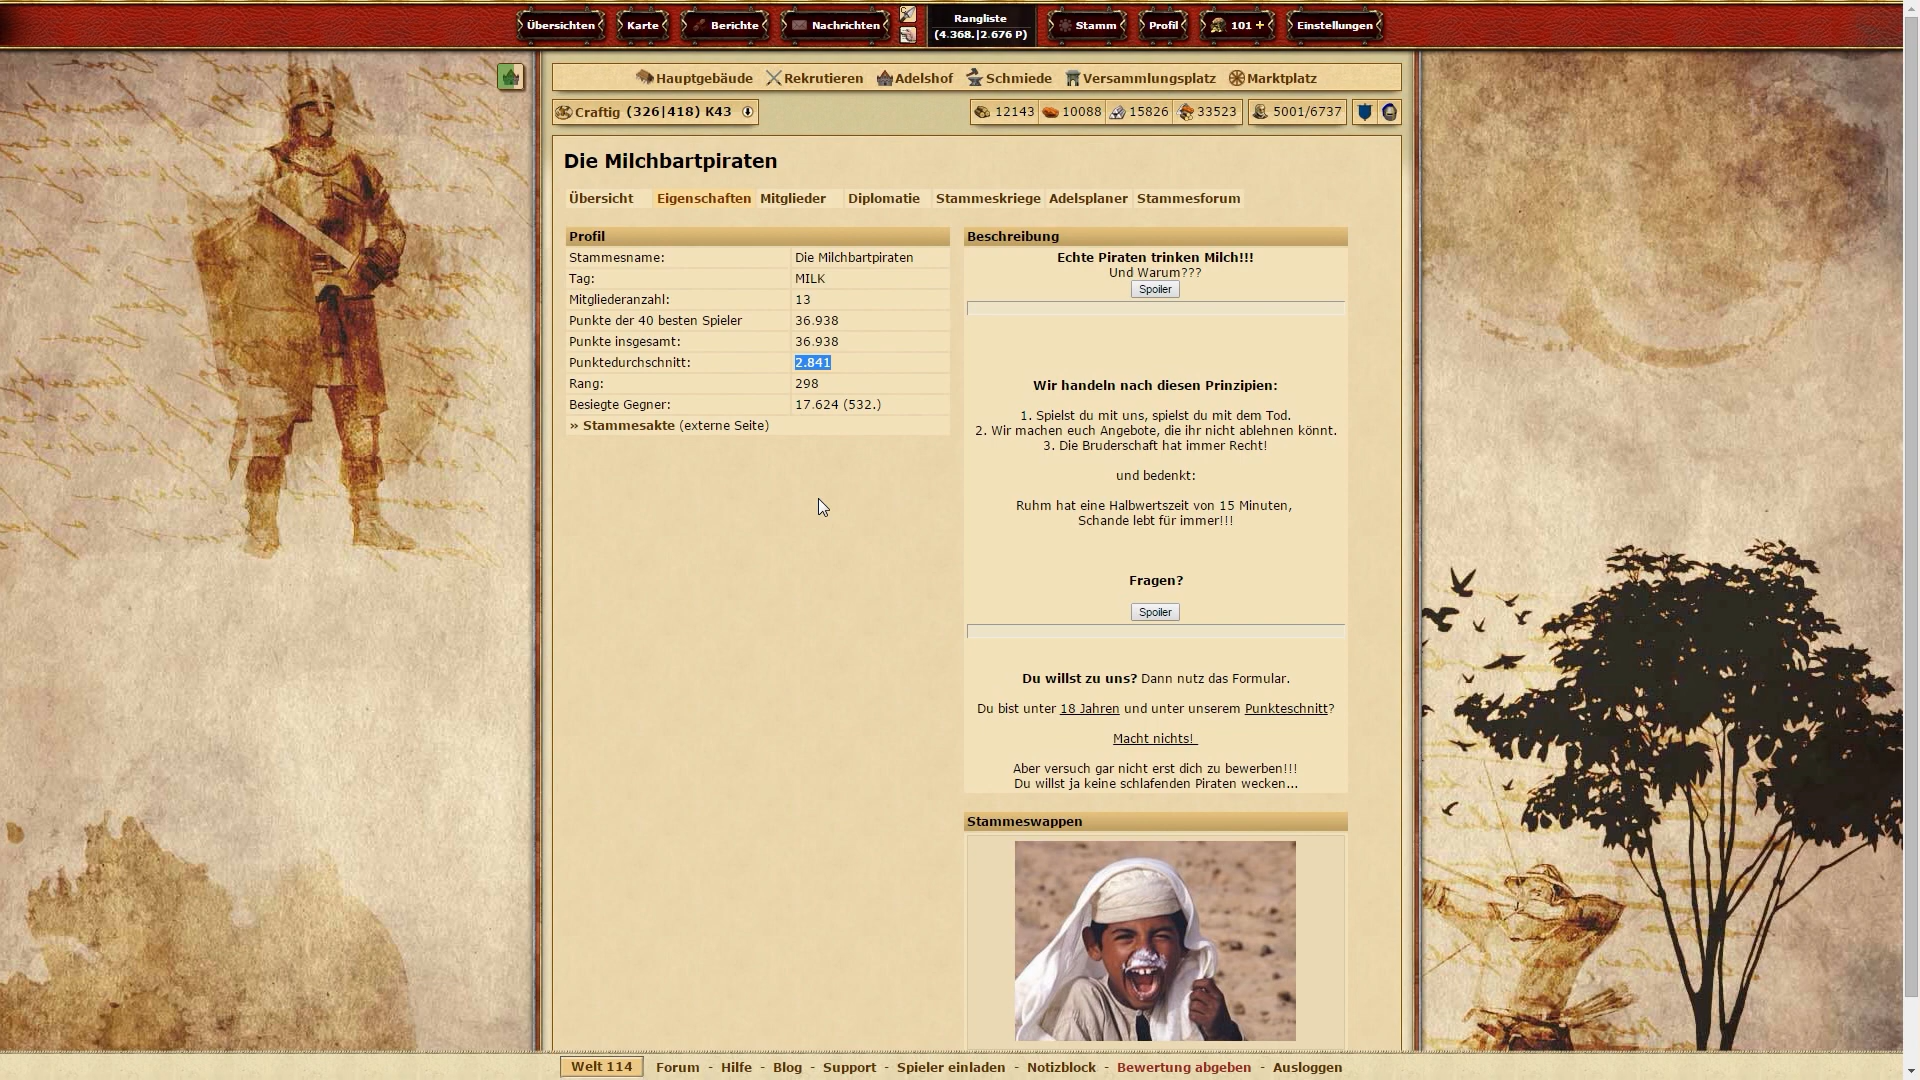 Übersichten
Karte
Berichte
Nachrichten
Rangliste
(4.368.|2.676 P)
Stamm
Profil
101 +
Einstellungen
Hauptgebäude
Rekrutieren
Adelshof
Schmiede
Versammlungsplatz
Marktplatz
Craftig (326|418) K43
12143
10088
15826
33523
5001/6737
Die Milchbartpiraten
Übersicht
Eigenschaften
Mitglieder
Diplomatie
Stammeskriege
Adelsplaner
Stammesforum
Profil
Stammesname: Die Milchbartpiraten
Tag: MILK
Mitgliederanzahl: 13
Punkte der 40 besten Spieler 36.938
Punkte insgesamt: 36.938
Punktedurchschnitt: 2.841
Rang: 298
Besiegte Gegner: 17.624 (532.)
» Stammesakte (externe Seite)
Beschreibung
Echte Piraten trinken Milch!!!
Und Warum???
Spoiler
Wir handeln nach diesen Prinzipien:
1. Spielst du mit uns, spielst du mit dem Tod.
2. Wir machen euch Angebote, die ihr nicht ablehnen könnt.
3. Die Bruderschaft hat immer Recht!
und bedenkt:
Ruhm hat eine Halbwertszeit von 15 Minuten,
Schande lebt für immer!!!
Fragen?
Spoiler
Du willst zu uns? Dann nutz das Formular.
Du bist unter 18 Jahren und unter unserem Punkteschnitt?
Macht nichts!
Aber versuch gar nicht erst dich zu bewerben!!!
Du willst ja keine schlafenden Piraten wecken...
Stammeswappen
Welt 114
Forum - Hilfe - Blog - Support - Spieler einladen - Notizblock - Bewertung abgeben - Ausloggen